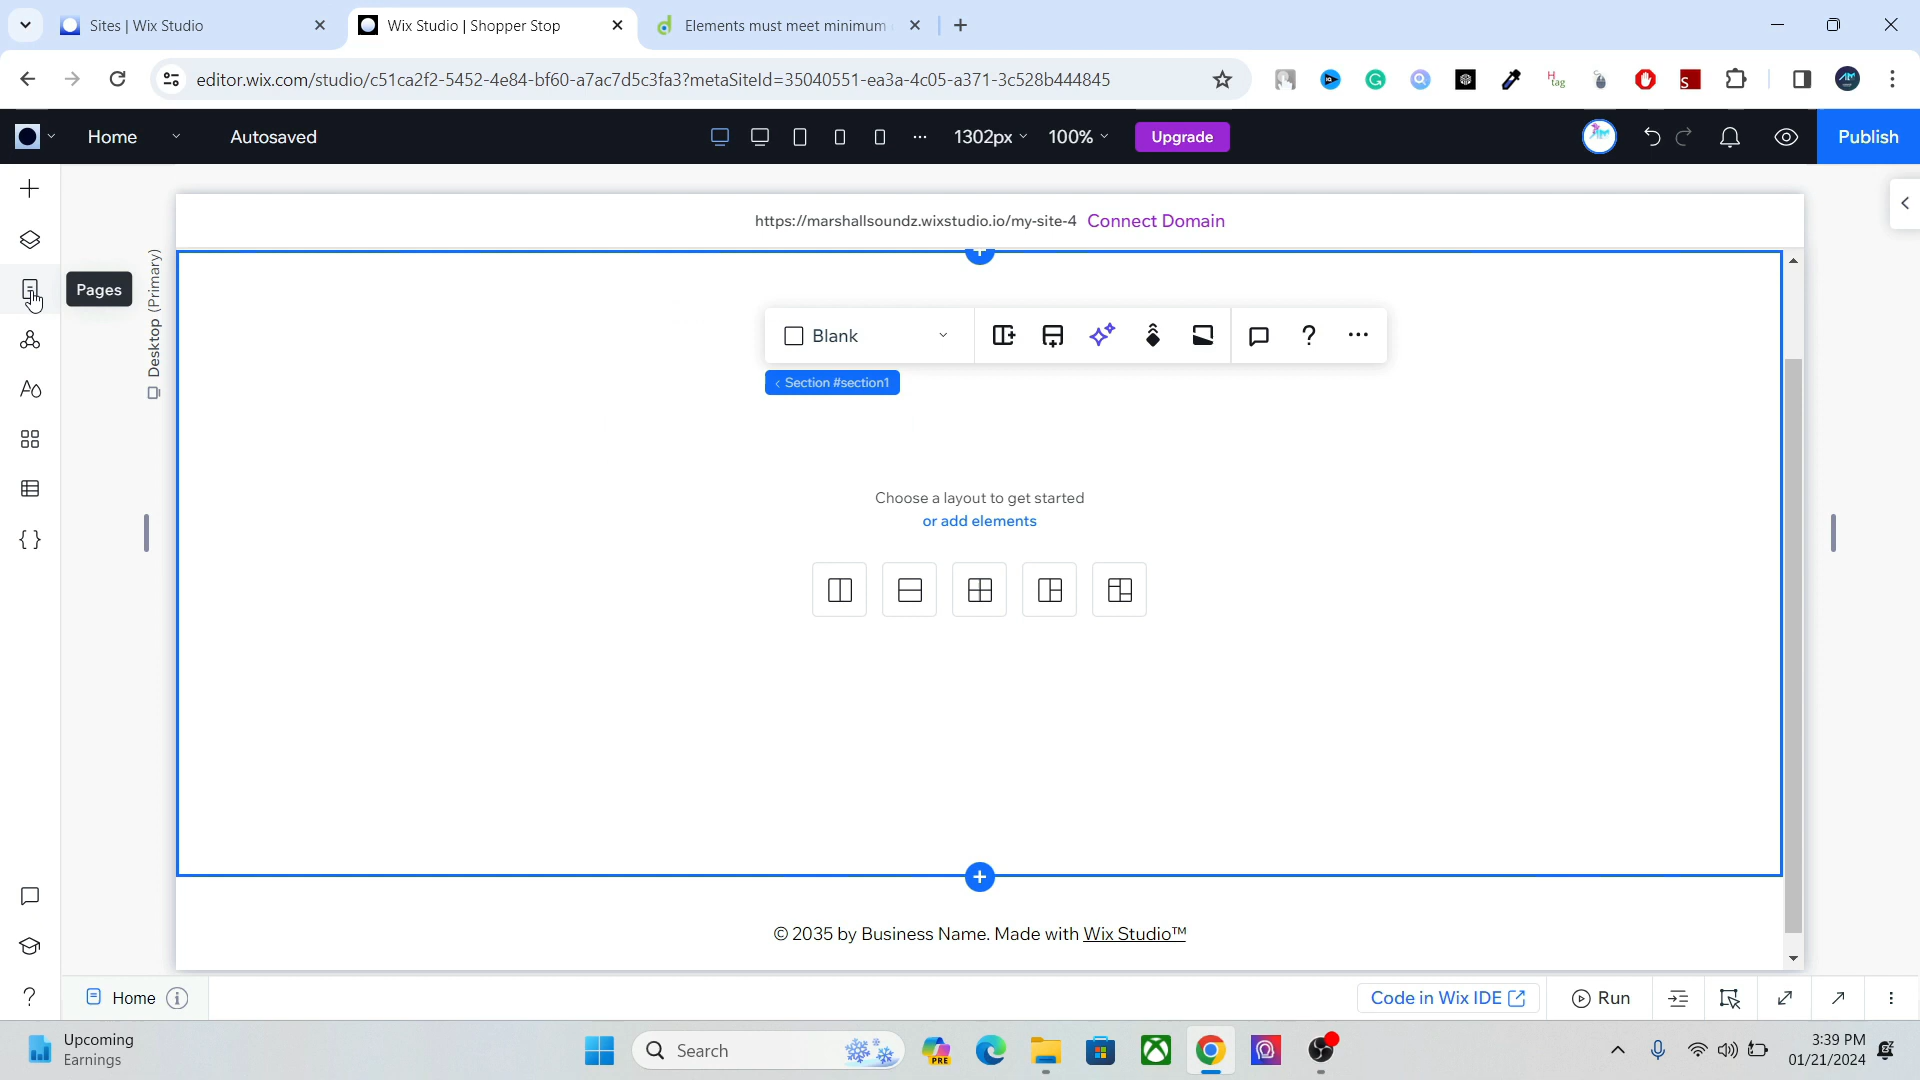 Sites | Wix Studio
Wix Studio | Shopper Stop
Elements must meet minimum
editor.wix.com/studio/c51ca2f2-5452-4e84-bf60-a7ac7d5c3fa3?metaSiteId=35040551-ea3a-4c05-a371-3c528b444845
Home
Autosaved
1302px
100%
Upgrade
Publish
https://marshallsoundz.wixstudio.io/my-site-4 Connect Domain
Pages
Desktop (Primary)
Blank
< Section #section1
Choose a layout to get started
or add elements
© 2035 by Business Name. Made with Wix Studio™
Home
Code in Wix IDE
Run
Upcoming
Earnings
Search
PRE
3:39 PM
01/21/2024